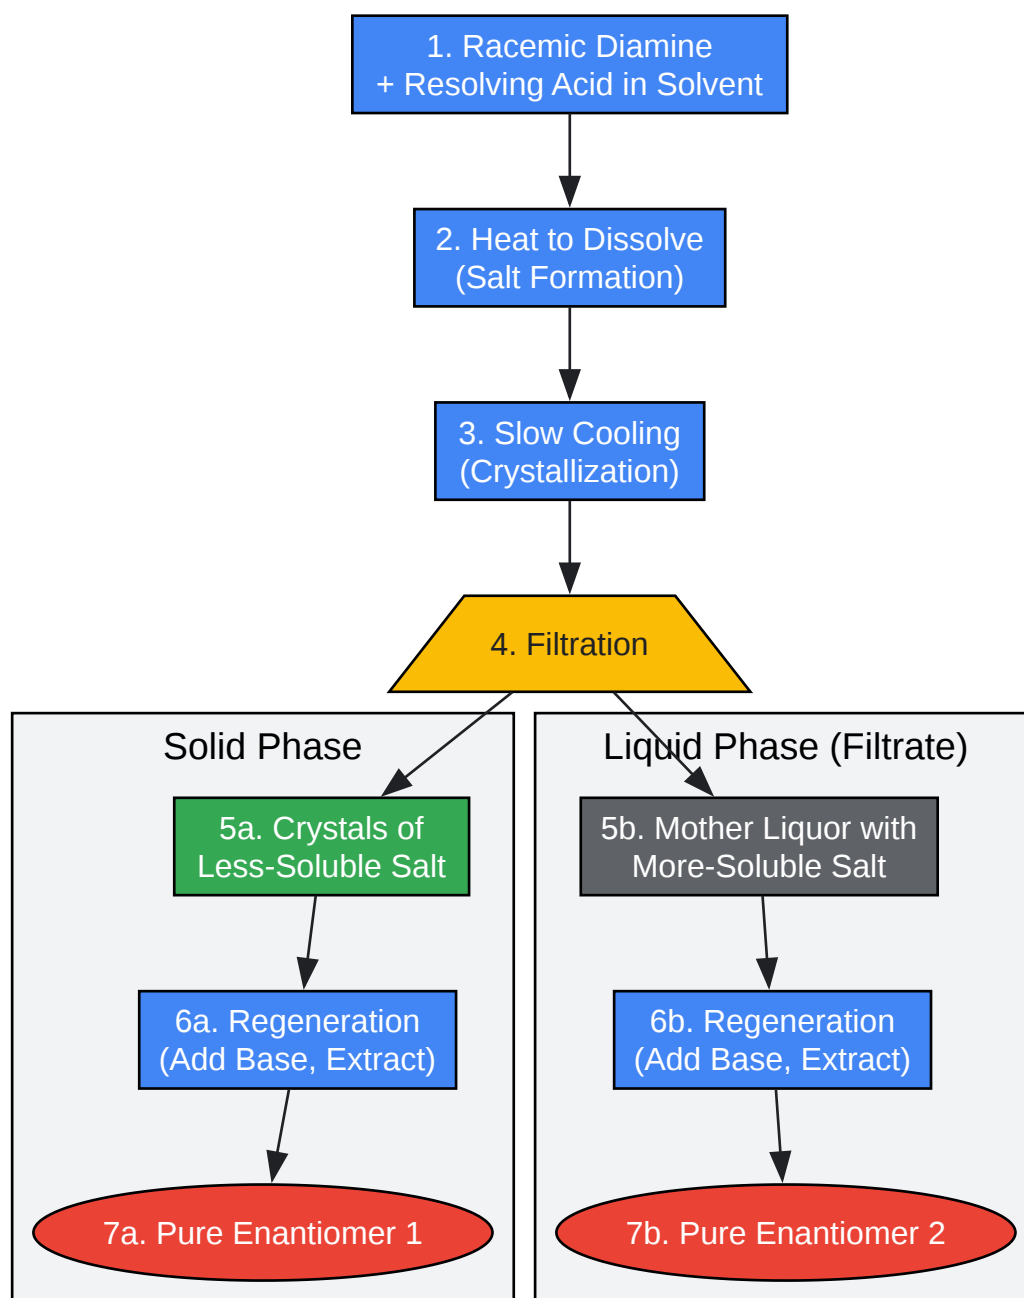 1. Racemic Diamine
+ Resolving Acid in Solvent
2. Heat to Dissolve
(Salt Formation)
3. Slow Cooling
(Crystallization)
4. Filtration
Solid Phase
5a. Crystals of
Less-Soluble Salt
6a. Regeneration
(Add Base, Extract)
7a. Pure Enantiomer 1
Liquid Phase (Filtrate)
5b. Mother Liquor with
More-Soluble Salt
6b. Regeneration
(Add Base, Extract)
7b. Pure Enantiomer 2